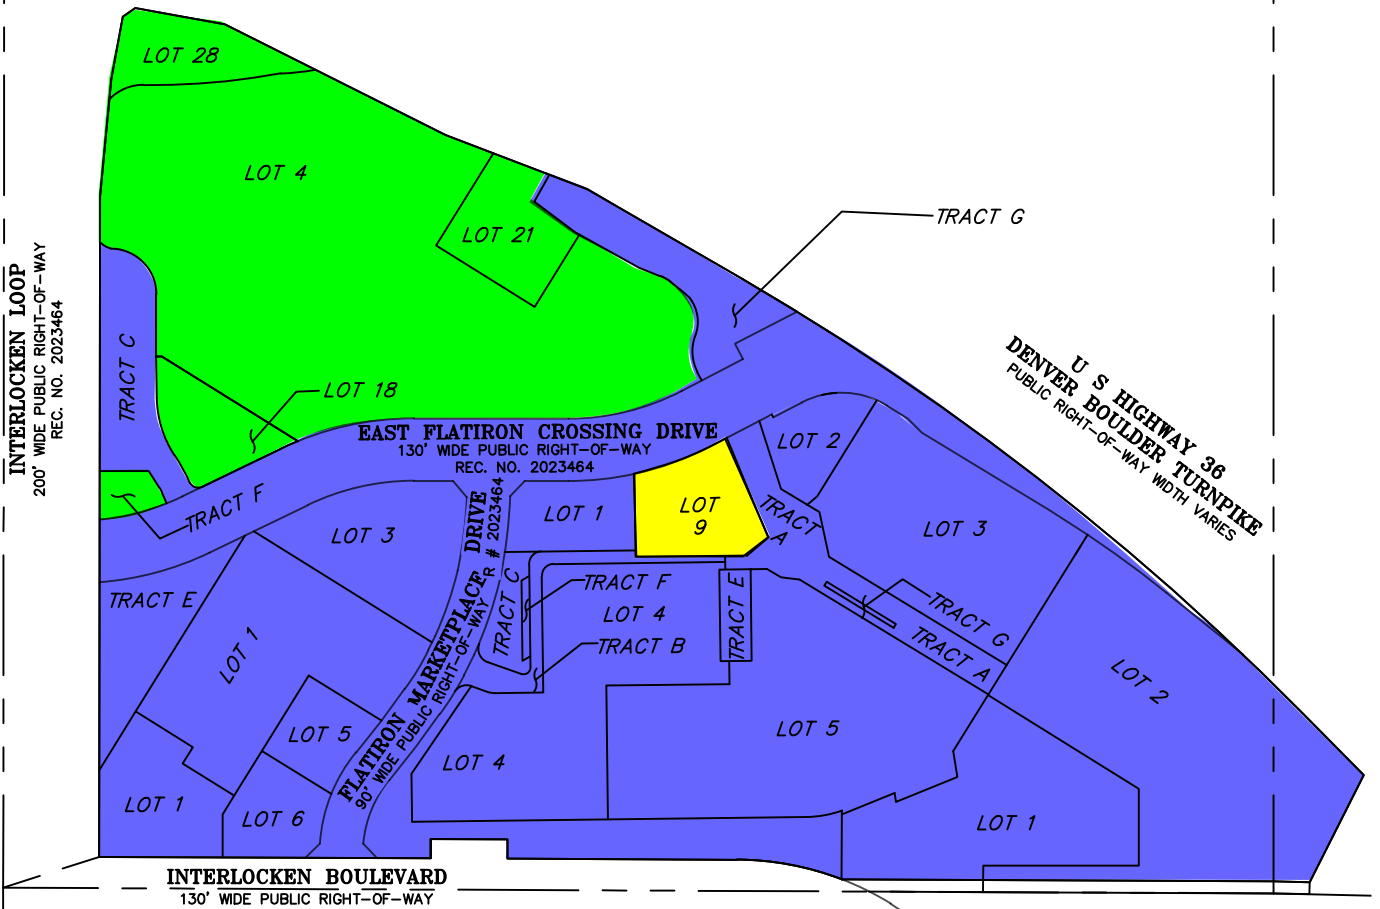 LOT 28
LOT 4
LOT 21
TRACT G
INTERLOCKEN LOOP
200' WIDE PUBLIC RIGHT-OF-WAY
REC. NO. 2023464
TRACT C
LOT 18
U S HIGHWAY 36
DENVER BOULDER TURNPIKE
PUBLIC RIGHT-OF-WAY WIDTH VARIES
EAST FLATIRON CROSSING DRIVE
130' WIDE PUBLIC RIGHT-OF-WAY
REC. NO. 2023464
LOT 2
TRACT F
LOT 3
LOT 1
LOT
9
TRACT
A
LOT 3
FLATIRON MARKETPLACE DRIVE
90' WIDE PUBLIC RIGHT-OF-WAY
R # 2023464
TRACT C
TRACT F
LOT 4
TRACT B
TRACT E
TRACT G
TRACT A
TRACT E
LOT 1
LOT 2
LOT 5
LOT 5
LOT 4
LOT 1
LOT 6
LOT 1
INTERLOCKEN BOULEVARD
130' WIDE PUBLIC RIGHT-OF-WAY